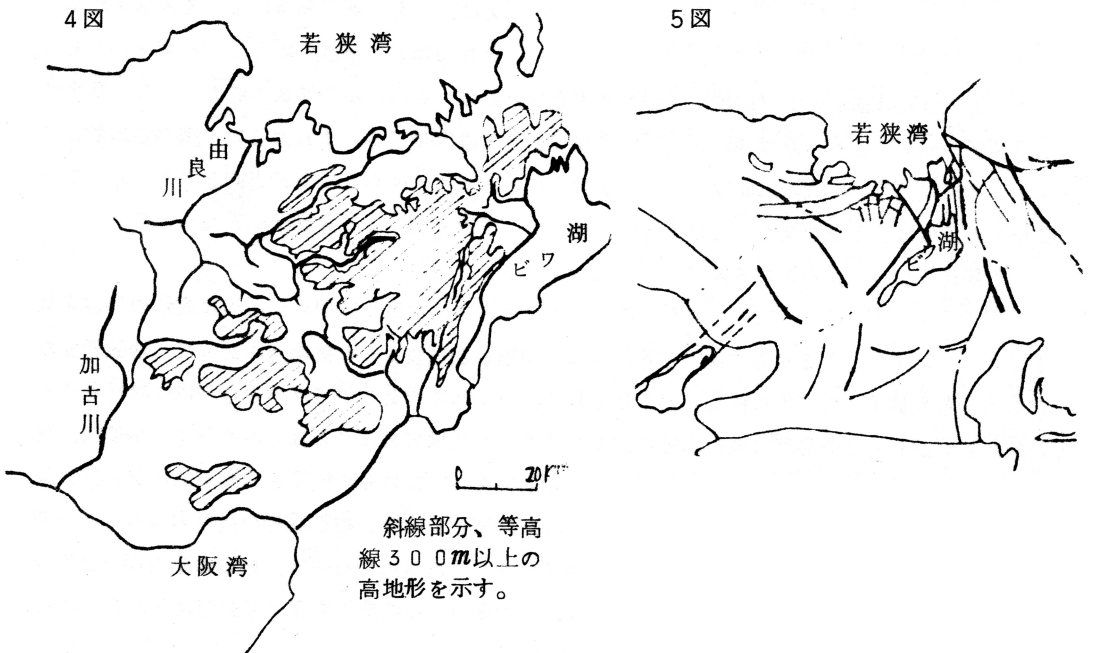 4図
若狭湾
由良川
湖
ビワ
加古川
0 20Km
斜線部分、等高
線300m以上の
高地形を示す。
大阪湾
5図
若狭湾
湖
ビ